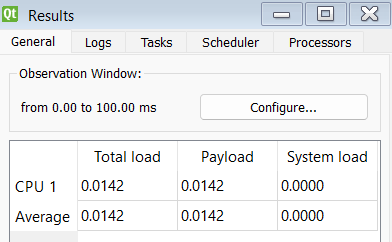 Qt Results
General Logs Tasks Scheduler Processors
Observation Window:
from 0.00 to 100.00 ms Configure...
Total load Payload System load
CPU 1 0.0142 0.0142 0.0000
Average 0.0142 0.0142 0.0000